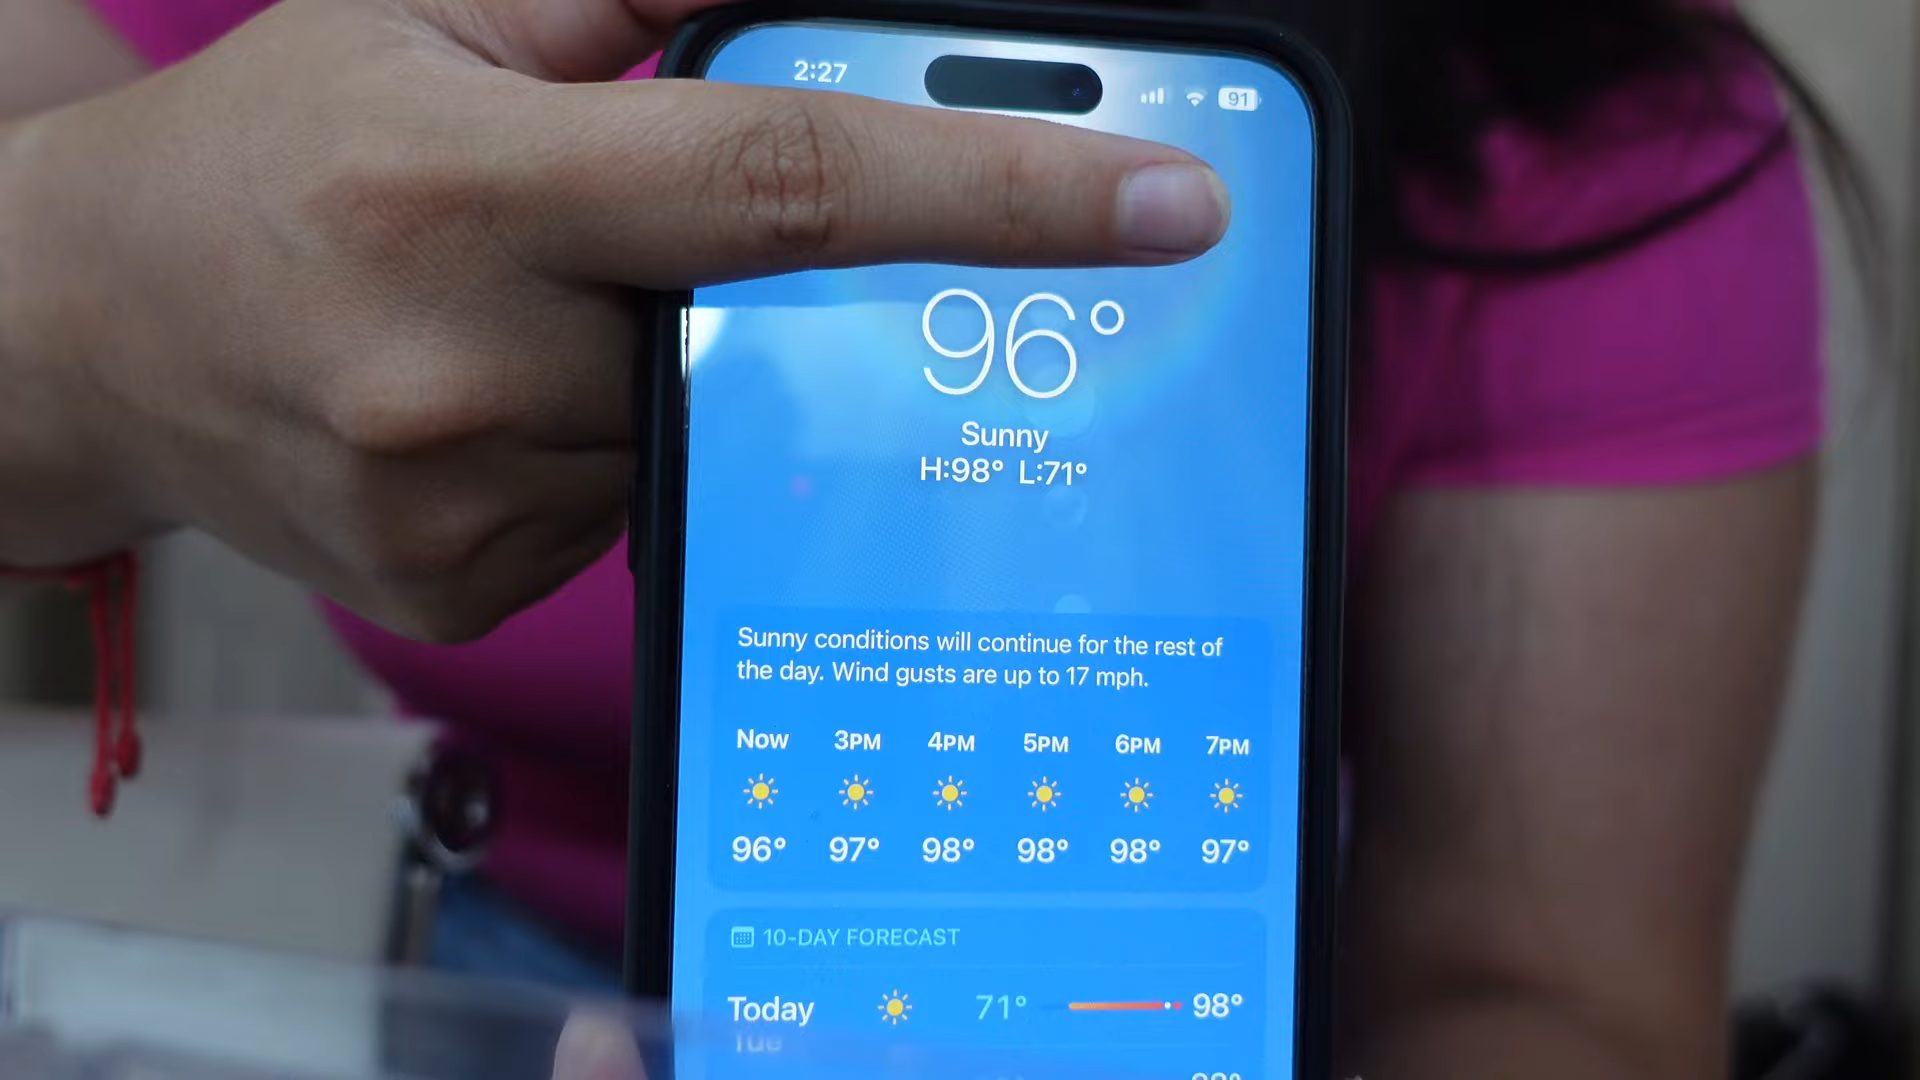 2:27
91
96°
Sunny
H:98° L:71°
Sunny conditions will continue for the rest of
the day. Wind gusts are up to 17 mph.
Now 3PM 4PM 5PM 6PM 7PM
96° 97° 98° 98° 98° 97°
10-DAY FORECAST
Today 71° 98°
Tue